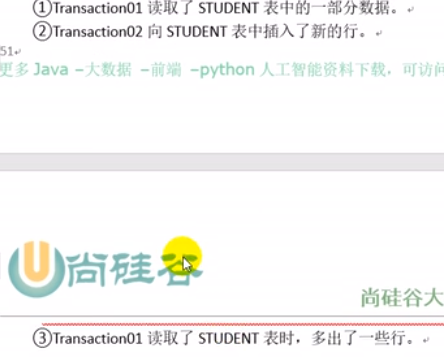 ①Transaction01 读取了 STUDENT 表中的一部分数据。
②Transaction02 向 STUDENT 表中插入了新的行。
51
更多 Java –大数据 –前端 –python 人工智能资料下载，可访问
尚硅谷
尚硅谷大
③Transaction01 读取了 STUDENT 表时，多出了一些行。